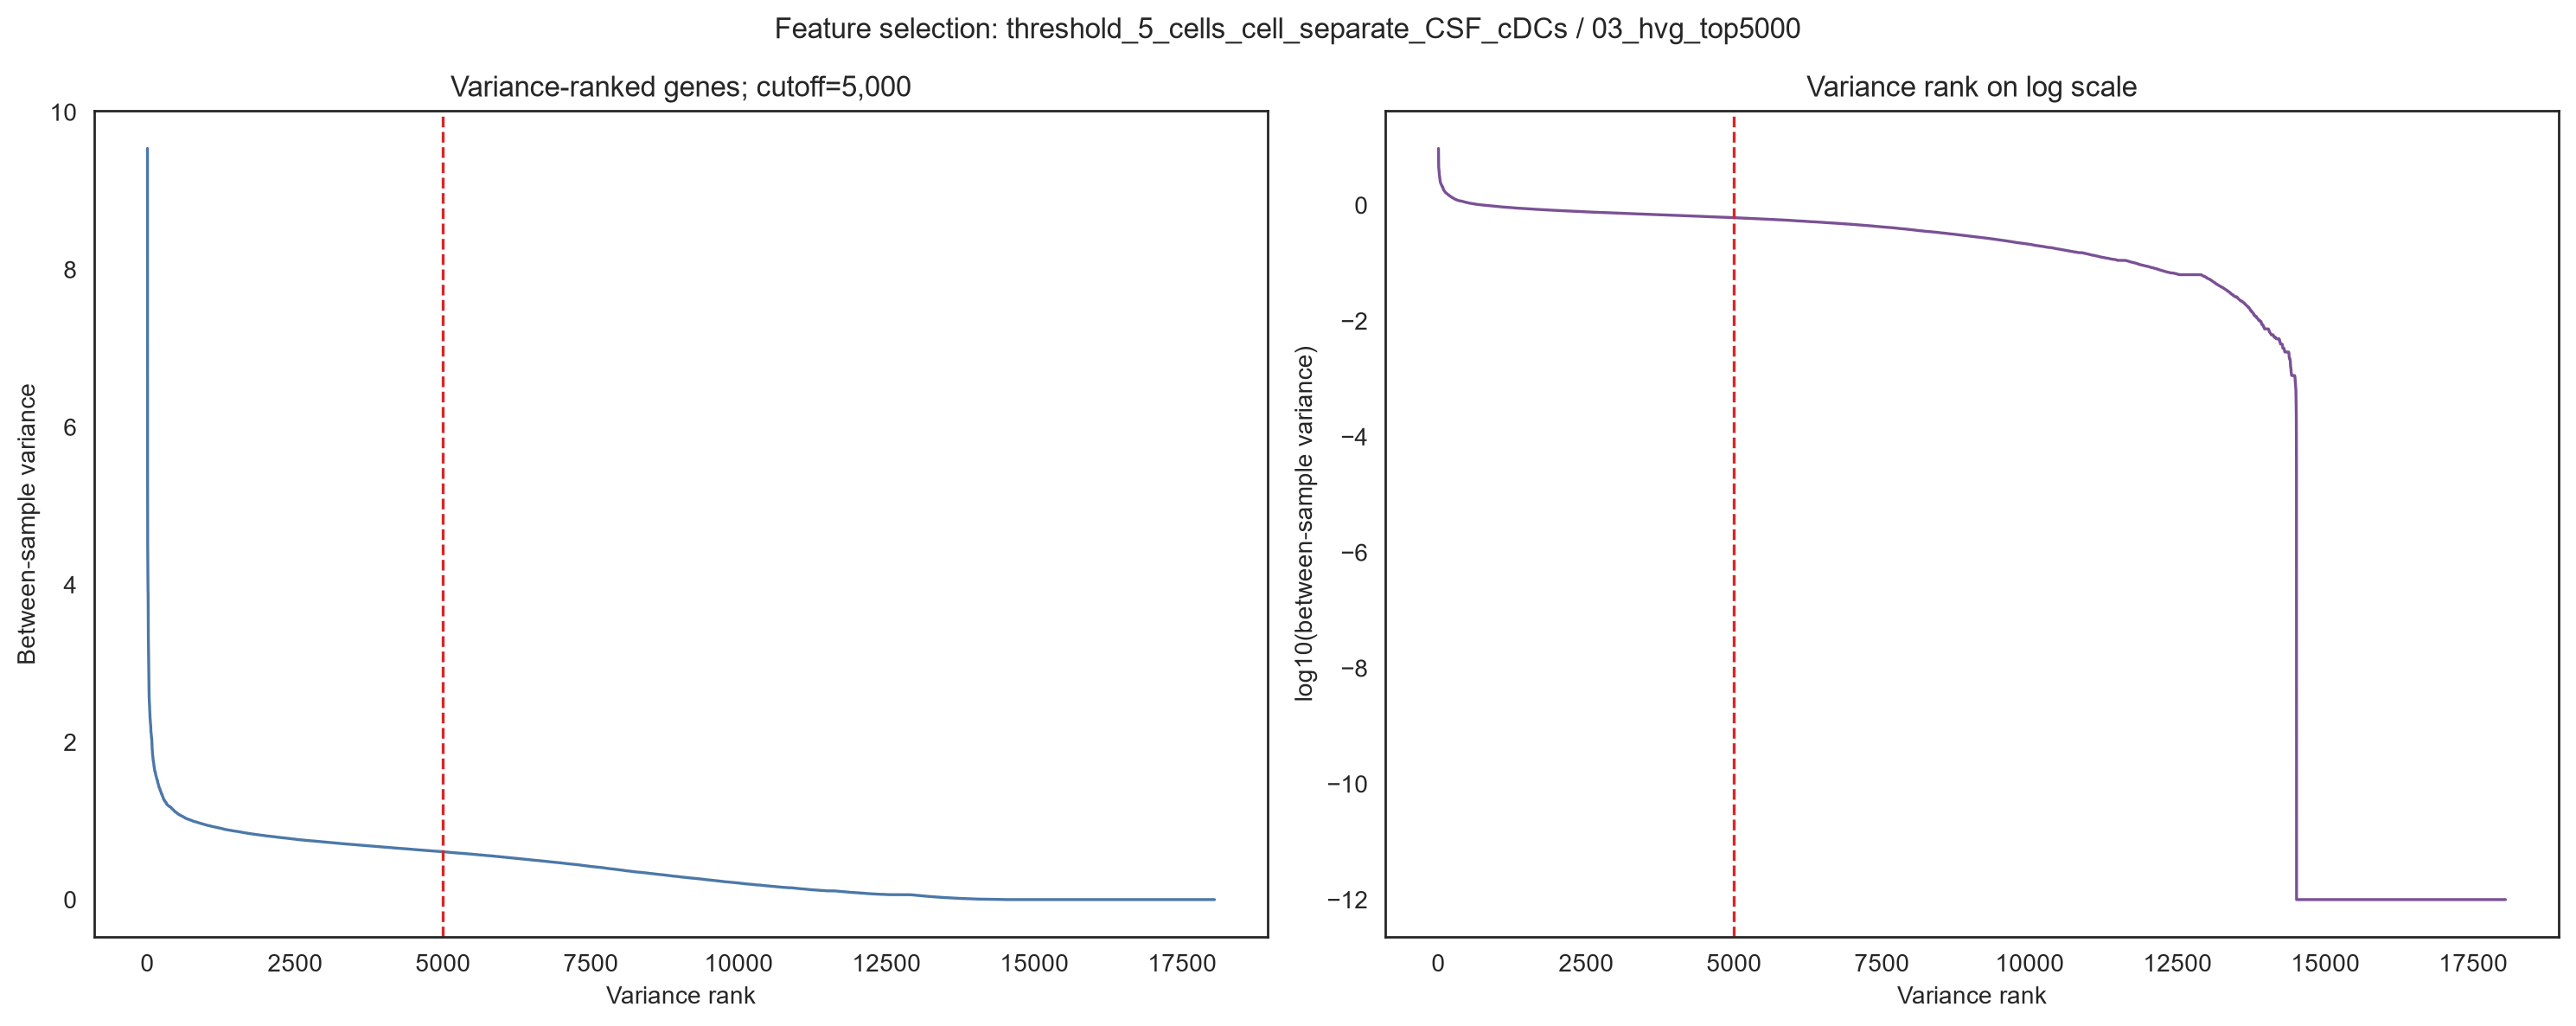 Feature selection: threshold_5_cells_cell_separate_CSF_cDCs / 03_hvg_top5000
Variance-ranked genes; cutoff=5,000
Between-sample variance
10
8
6
4
2
0
0 2500 5000 7500 10000 12500 15000 17500
Variance rank
Variance rank on log scale
log10(between-sample variance)
0
−2
−4
−6
−8
−10
−12
0 2500 5000 7500 10000 12500 15000 17500
Variance rank